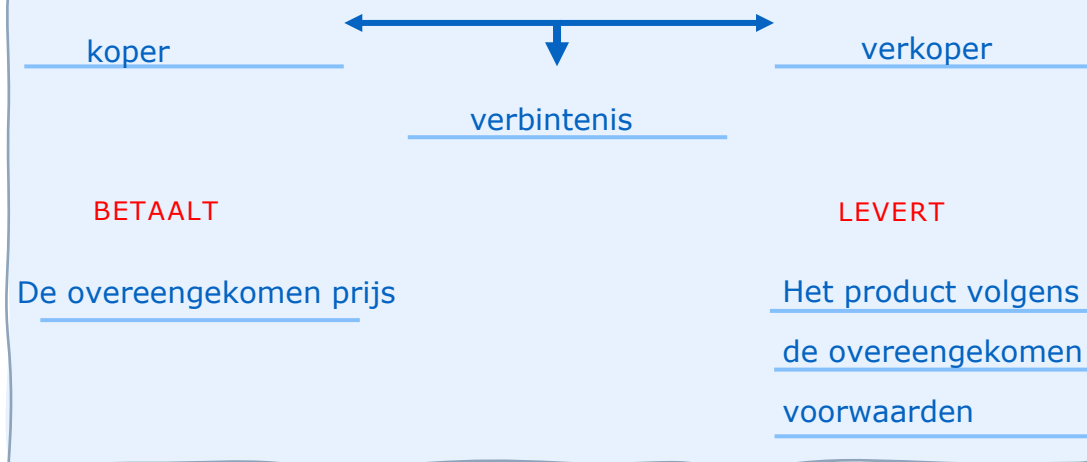 koper
verkoper
verbintenis
BETAALT
LEVERT
De overeengekomen prijs
Het product volgens
de overeengekomen
voorwaarden